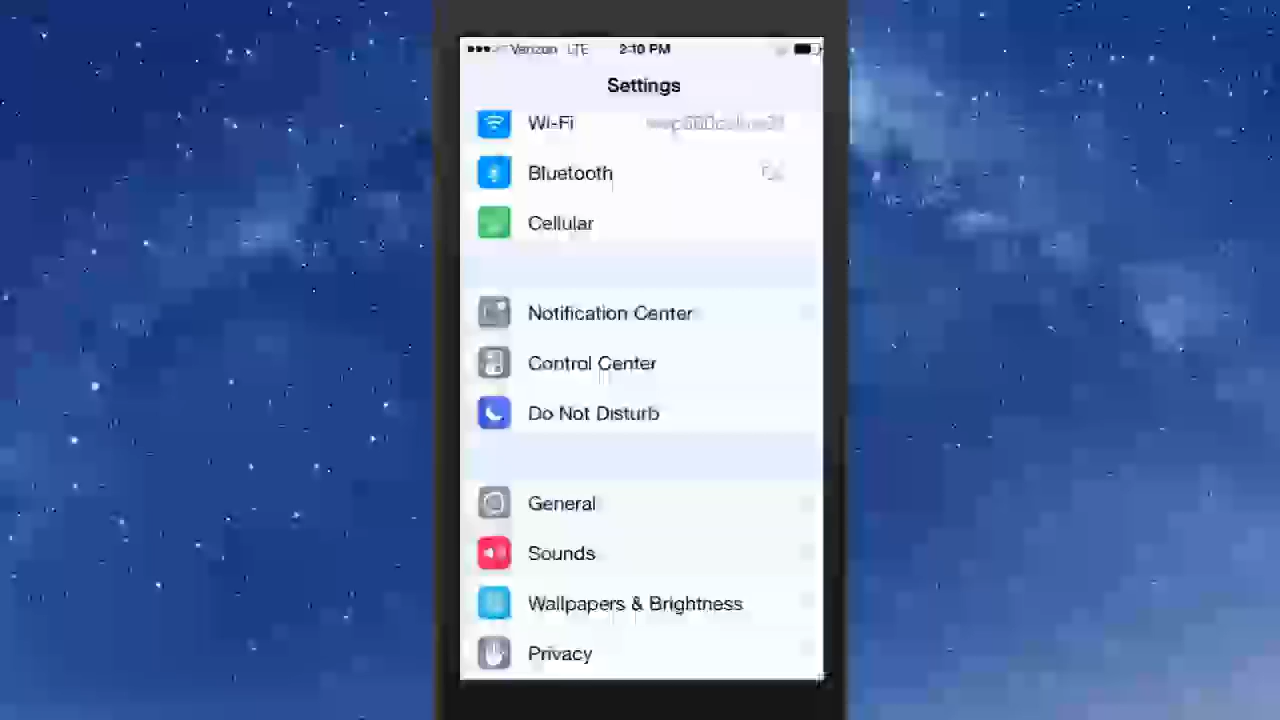 Verizon LTE 2:10 PM
Settings
Wi-Fi
Bluetooth
Cellular
Notification Center
Control Center
Do Not Disturb
General
Sounds
Wallpapers & Brightness
Privacy